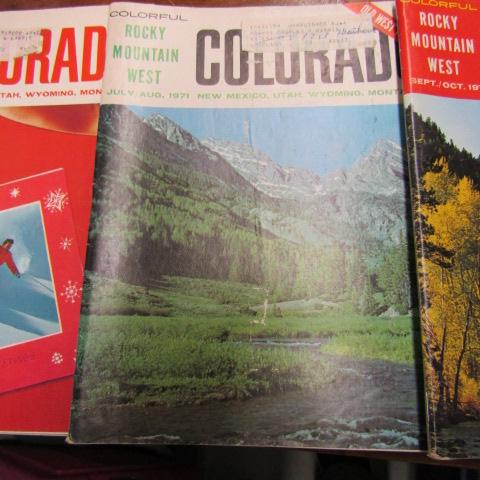 ORAD
UTAH, WYOMING, MON
COLORFUL
ROCKY
MOUNTAIN
WEST
COLORAD
OLD WEST
JULY AUG. 1971 NEW MEXICO, UTAH, WYOMING, MONT
COLORFUL
ROCKY
MOUNTAIN
WEST
SEPT./OCT. 197